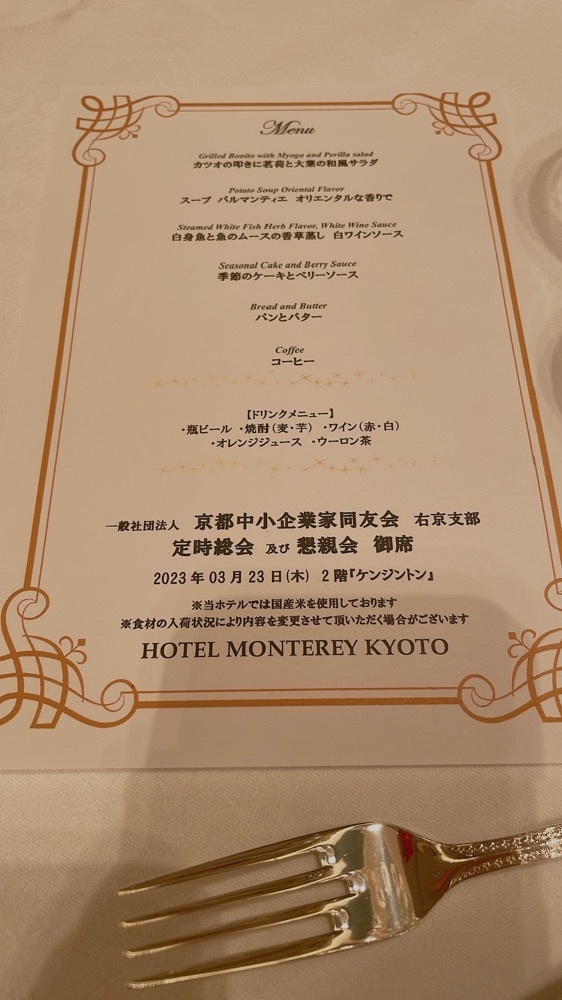 Menu
Grilled Bonito with Myoga and Perilla salad
カツオの叩きに茗荷と大葉の和風サラダ
Potato Soup Oriental Flavor
スープ パルマンティエ オリエンタルな香りで
Steamed White Fish Herb Flavor, White Wine Sauce
白身魚と魚のムースの香草蒸し 白ワインソース
Seasonal Cake and Berry Sauce
季節のケーキとベリーソース
Bread and Butter
パンとバター
Coffee
コーヒー
【ドリンクメニュー】
・瓶ビール ・焼酎(麦・芋) ・ワイン(赤・白)
・オレンジジュース ・ウーロン茶
一般社団法人 京都中小企業家同友会 右京支部
定時総会 及び 懇親会 御席
2023年03月23日(木) 2階『ケンジントン』
※当ホテルでは国産米を使用しております
※食材の入荷状況により内容を変更させて頂いただく場合がございます
HOTEL MONTEREY KYOTO